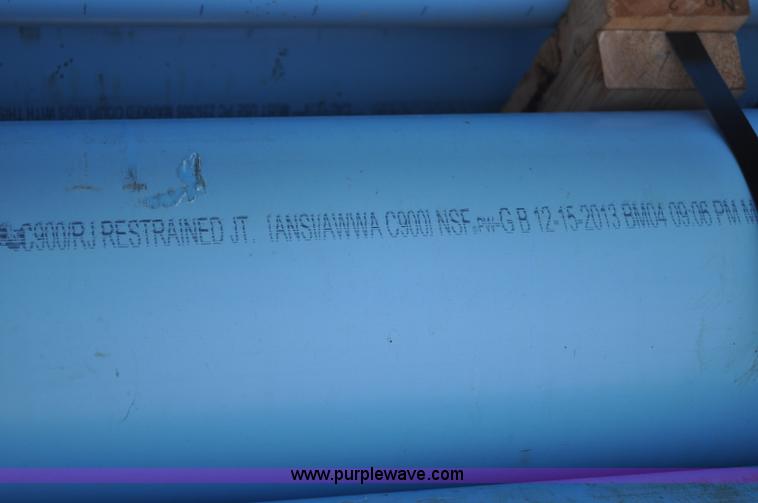 C900/RJ RESTRAINED JT. [ANSI/AWWA C900] NSF-PW-G B 12-15-2013 BM04 09:06 PM M
www.purplewave.com